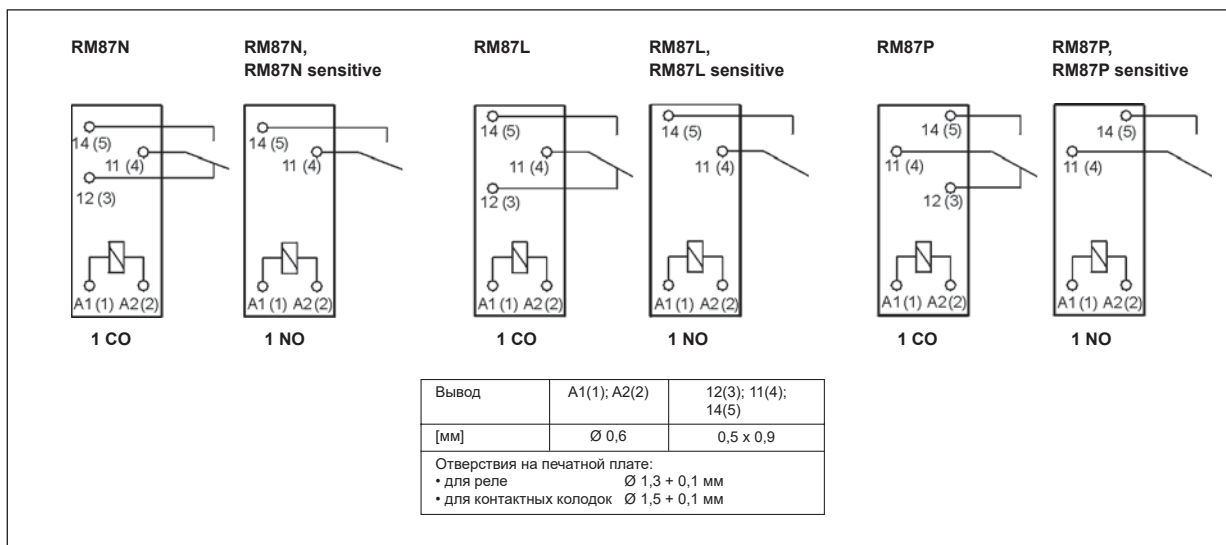 RM87N
RM87N,
RM87N sensitive
RM87L
RM87L,
RM87L sensitive
RM87P
RM87P,
RM87P sensitive
14 (5)
11 (4)
12 (3)
A1 (1) A2(2)
1 CO
14 (5)
11 (4)
A1 (1) A2(2)
1 NO
14 (5)
11 (4)
12 (3)
A1 (1) A2(2)
1 CO
14 (5)
11 (4)
A1 (1) A2(2)
1 NO
14 (5)
11 (4)
12 (3)
A1 (1) A2(2)
1 CO
14 (5)
11 (4)
A1 (1) A2(2)
1 NO
Вывод A1(1); A2(2) 12(3); 11(4);
14(5)
[мм] Ø 0,6 0,5 x 0,9
Отверстия на печатной плате:
• для реле Ø 1,3 + 0,1 мм
• для контактных колодок Ø 1,5 + 0,1 мм